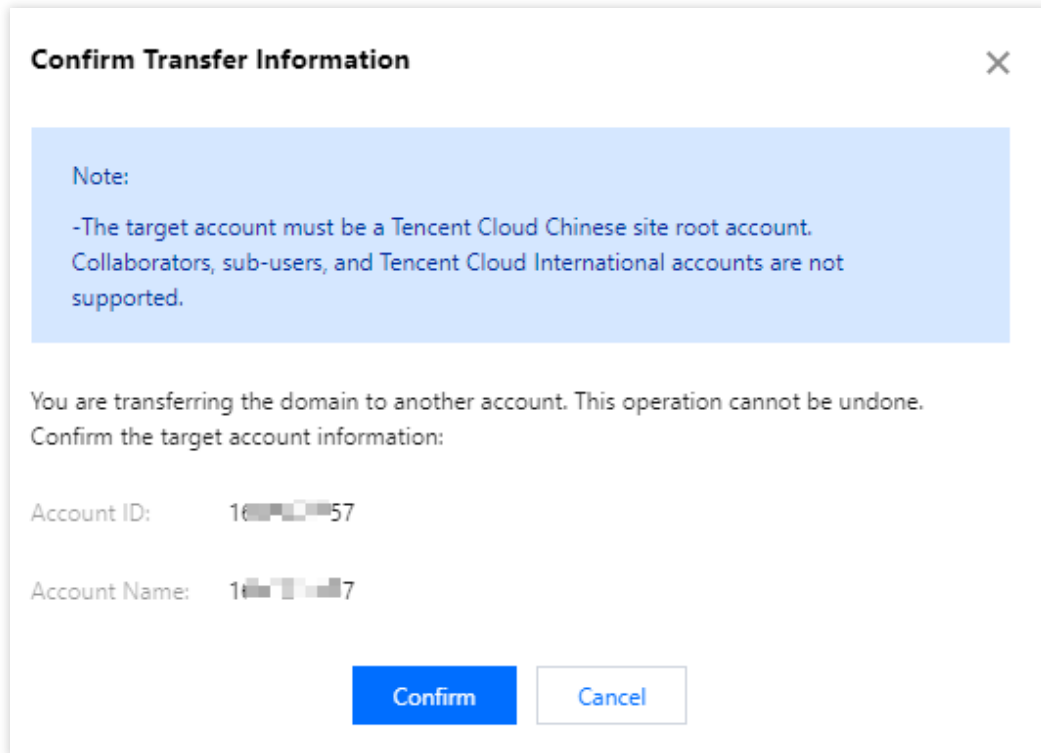 Confirm Transfer Information
Note:
-The target account must be a Tencent Cloud Chinese site root account.
Collaborators, sub-users, and Tencent Cloud International accounts are not
supported.
You are transferring the domain to another account. This operation cannot be undone.
Confirm the target account information:
Account ID:
Account Name:
Confirm Cancel